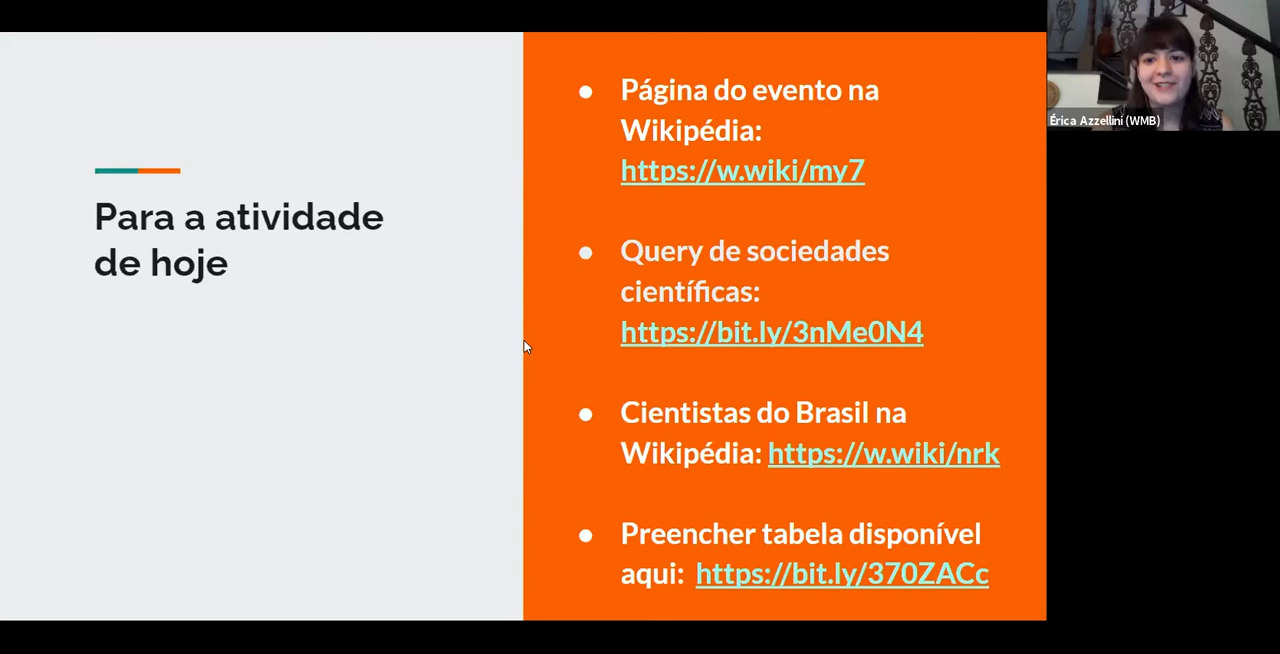 Para a atividade
de hoje
● Página do evento na
Wikipédia:
https://w.wiki/my7
● Query de sociedades
científicas:
https://bit.ly/3nMe0N4
● Cientistas do Brasil na
Wikipédia: https://w.wiki/nrk
● Preencher tabela disponível
aqui: https://bit.ly/370ZACc
Érica Azzellini (WMB)